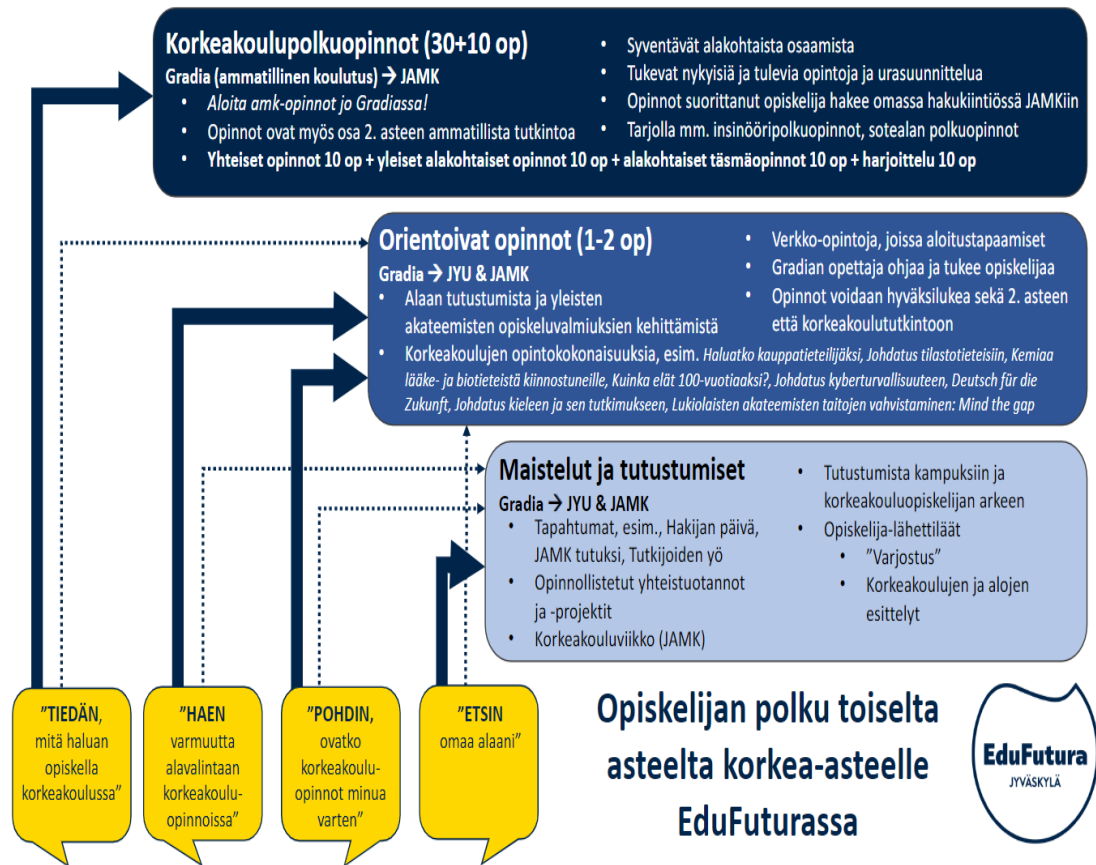 Korkeakoulupolkuopinnot (30+10 op)
Gradia (ammatillinen koulutus) → JAMK
• Aloita amk-opinnot jo Gradiassa!
• Opinnot ovat myös osa 2. asteen ammatillista tutkintoa
• Syventävät alakohtaista osaamista
• Tukevat nykyisiä ja tulevia opintoja ja urasuunnittelua
• Opinnot suorittanut opiskelija hakee omassa hakukiintiössä JAMKiin
• Tarjolla mm. insinööripolkuopinnot, sotealan polkuopinnot
• Yhteiset opinnot 10 op + yleiset alakohtaiset opinnot 10 op + alakohtaiset täsmäopinnot 10 op + harjoittelu 10 op
Orientoivat opinnot (1-2 op)
Gradia → JYU & JAMK
• Alaan tutustumista ja yleisten
akateemisten opiskeluvalmiuksien kehittämistä
• Verkko-opintoja, joissa aloitustapaamiset
• Gradian opettaja ohjaa ja tukee opiskelijaa
• Opinnot voidaan hyväksilukea sekä 2. asteen
että korkeakoulututkintoon
• Korkeakoulujen opintokokonaisuuksia, esim. Haluatko kauppatieteilijäksi, Johdatus tilastotieteisiin, Kemiaa
lääke- ja biotieteistä kiinnostuneille, Kuinka elät 100-vuotiaaksi?, Johdatus kyberturvallisuuteen, Deutsch für die
Zukunft, Johdatus kieleen ja sen tutkimukseen, Lukiolaisten akateemisten taitojen vahvistaminen: Mind the gap
Maistelut ja tutustumiset
Gradia → JYU & JAMK
• Tapahtumat, esim., Hakijan päivä,
JAMK tutuksi, Tutkijoiden yö
• Opinnollistetut yhteistuotannot
ja -projektit
• Korkeakouluviikko (JAMK)
• Tutustumista kampuksiin ja
korkeakouluopiskelijan arkeen
• Opiskelija-lähettiläät
• ”Varjostus”
• Korkeakoulujen ja alojen
esittelyt
”TIEDÄN,
mitä haluan
opiskella
korkeakoulussa”
”HAEN
varmuutta
alavalintaan
korkeakoulu-
opinnoissa”
”POHDIN,
ovatko
korkeakoulu-
opinnot minua
varten”
”ETSIN
omaa alaani”
Opiskelijan polku toiselta
asteelta korkea-asteelle
EduFuturassa
EduFutura
JYVÄSKYLÄ